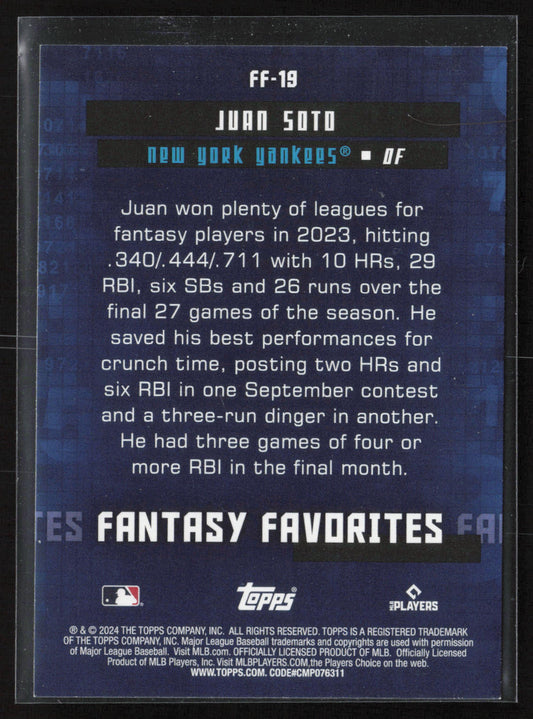 FF-19
JUAN SOTO
new york yankees® ▪ OF
Juan won plenty of leagues for
fantasy players in 2023, hitting
.340/.444/.711 with 10 HRs, 29
RBI, six SBs and 26 runs over the
final 27 games of the season. He
saved his best performances for
crunch time, posting two HRs and
six RBI in one September contest
and a three-run dinger in another.
He had three games of four or
more RBI in the final month.
TES FANTASY FAVORITES FA
Topps® MLB PLAYERS
® & © 2024 THE TOPPS COMPANY, INC. ALL RIGHTS RESERVED. TOPPS IS A REGISTERED TRADEMARK
OF THE TOPPS COMPANY, INC. Major League Baseball trademarks and copyrights are used with permission
of Major League Baseball. Visit MLB.com. OFFICIALLY LICENSED PRODUCT OF MLB. Officially Licensed
Product of MLB Players, Inc. Visit MLBPLAYERS.COM,the Players Choice on the web.
WWW.TOPPS.COM. CODE#CMP076311